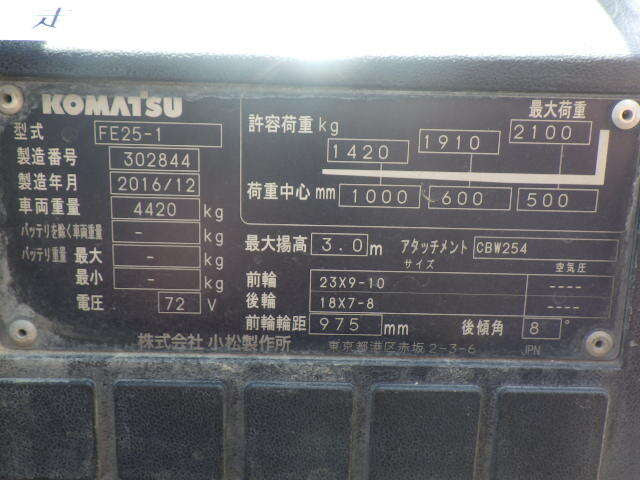 KOMATSU
型式 FE25-1
製造番号 302844
製造年月 2016/12
車両重量 4420 kg
バッテリを除く車両重量 - kg
バッテリ重量 最大 - kg
最小 - kg
電圧 72 V
許容荷重 kg 最大荷重
1420 1910 2100
荷重中心 mm 1000 600 500
最大揚高 3.0 m アタッチメント CBW254
サイズ 空気圧
前輪 23X9-10 ----
後輪 18X7-8 ----
前輪輪距 975 mm 後傾角 8°
株式会社 小松製作所 東京都港区赤坂 2-3-6 JPN